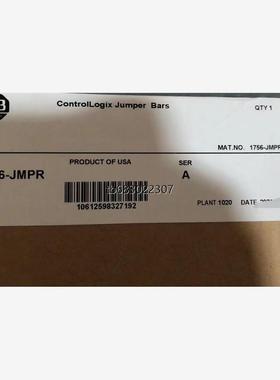 B
ControlLogix Jumper Bars
QTY 1
MAT.NO. 1756-JMPR
PRODUCT OF USA
SER
6-JMPR
A
tb683022307
10612598327192
PLANT 1020 DATE